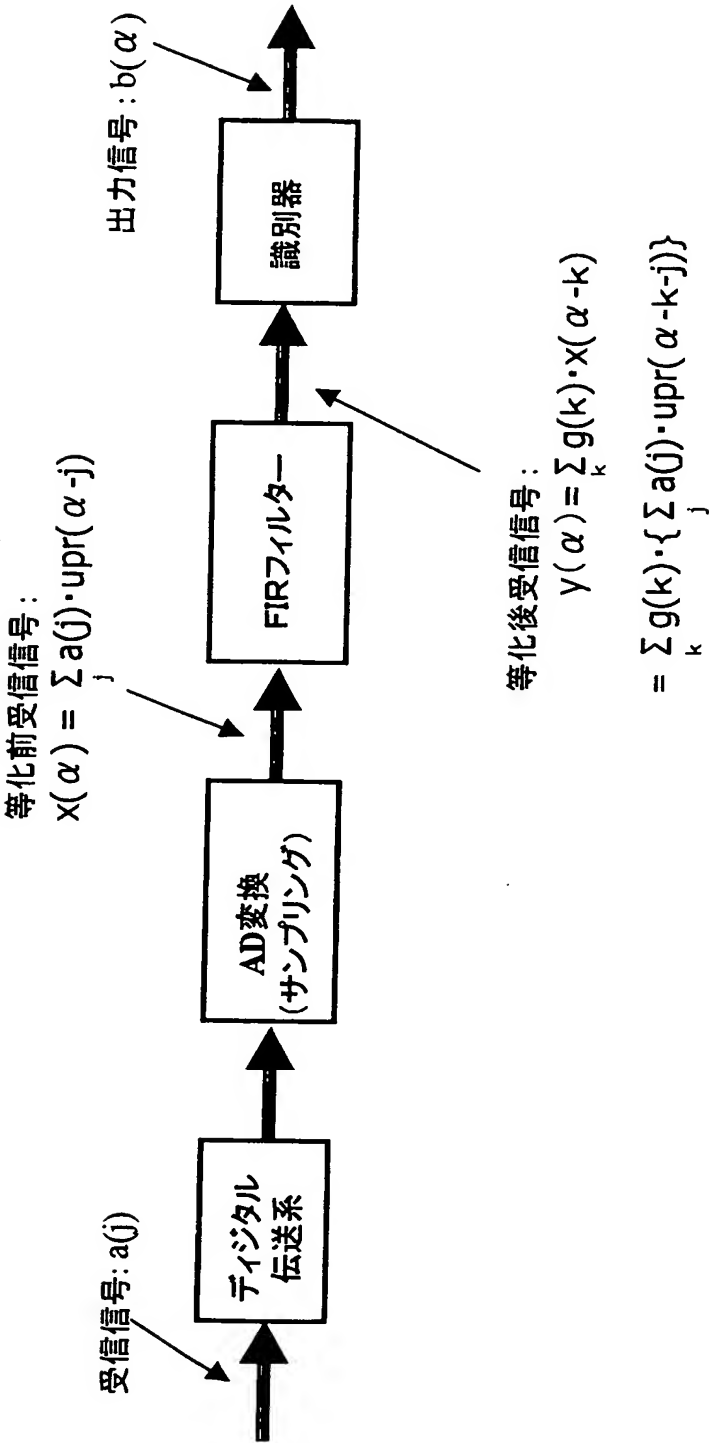 受信信号: a(j)
ディジタル
伝送系
AD変換
(サンプリング)
等化前受信信号:
x(α) = Σ a(j)・upr(α-j)
j
FIRフィルター
等化後受信信号:
y(α) = Σ g(k)・x(α-k)
k
= Σ g(k)・{Σ a(j)・upr(α-k-j)}
k j
識別器
出力信号: b(α)